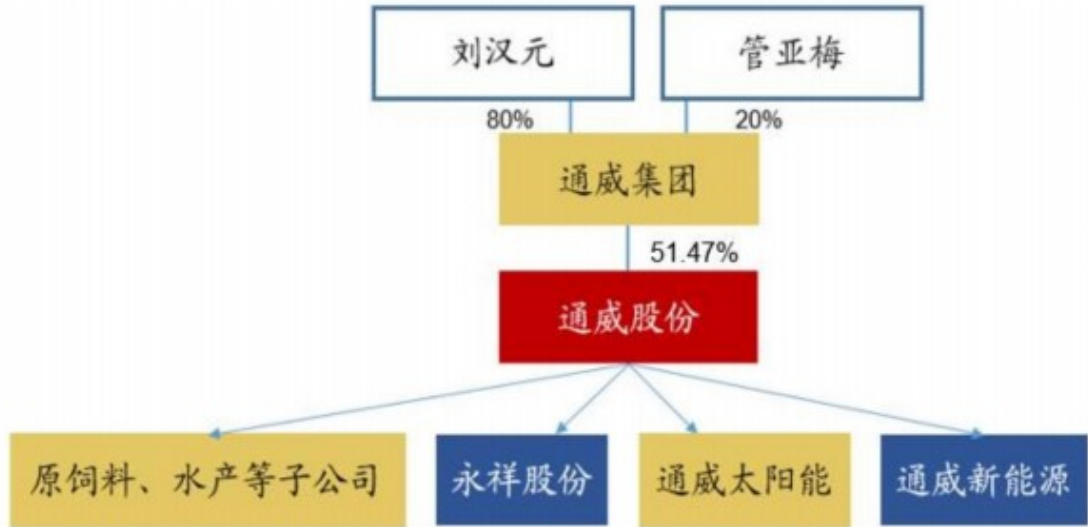 刘汉元
管亚梅
80%
20%
通威集团
51.47%
通威股份
原饲料、水产等子公司
永祥股份
通威太阳能
通威新能源